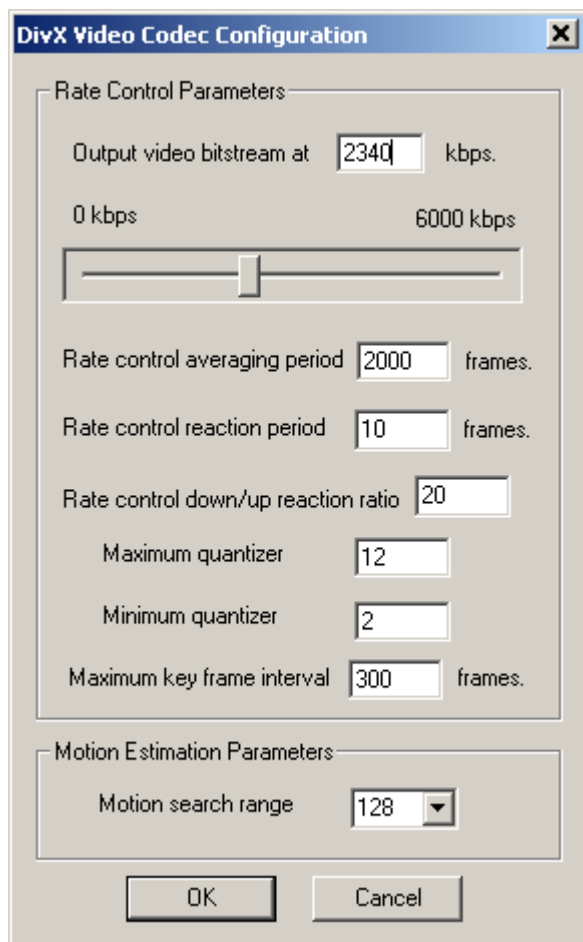 DivX Video Codec Configuration
Rate Control Parameters
Output video bitstream at 2340 kbps.
0 kbps 6000 kbps
Rate control averaging period 2000 frames.
Rate control reaction period 10 frames.
Rate control down/up reaction ratio 20
Maximum quantizer 12
Minimum quantizer 2
Maximum key frame interval 300 frames.
Motion Estimation Parameters
Motion search range 128
OK Cancel